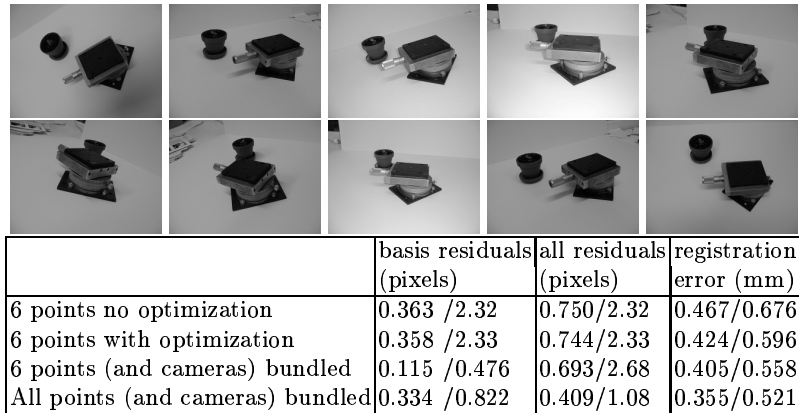 basis residuals all residuals registration
(pixels) (pixels) error (mm)
6 points no optimization 0.363 /2.32 0.750/2.32 0.467/0.676
6 points with optimization 0.358 /2.33 0.744/2.33 0.424/0.596
6 points (and cameras) bundled 0.115 /0.476 0.693/2.68 0.405/0.558
All points (and cameras) bundled 0.334 /0.822 0.409/1.08 0.355/0.521